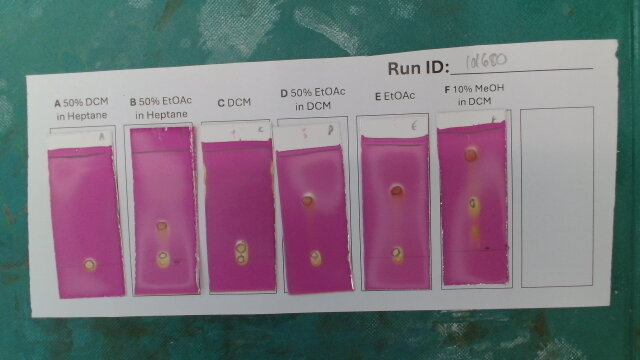 Run ID: 101680
A 50% DCM
in Heptane
B 50% EtOAc
in Heptane
C DCM
D 50% EtOAc
in DCM
E EtOAc
F 10% MeOH
in DCM
A
C
D
E
F